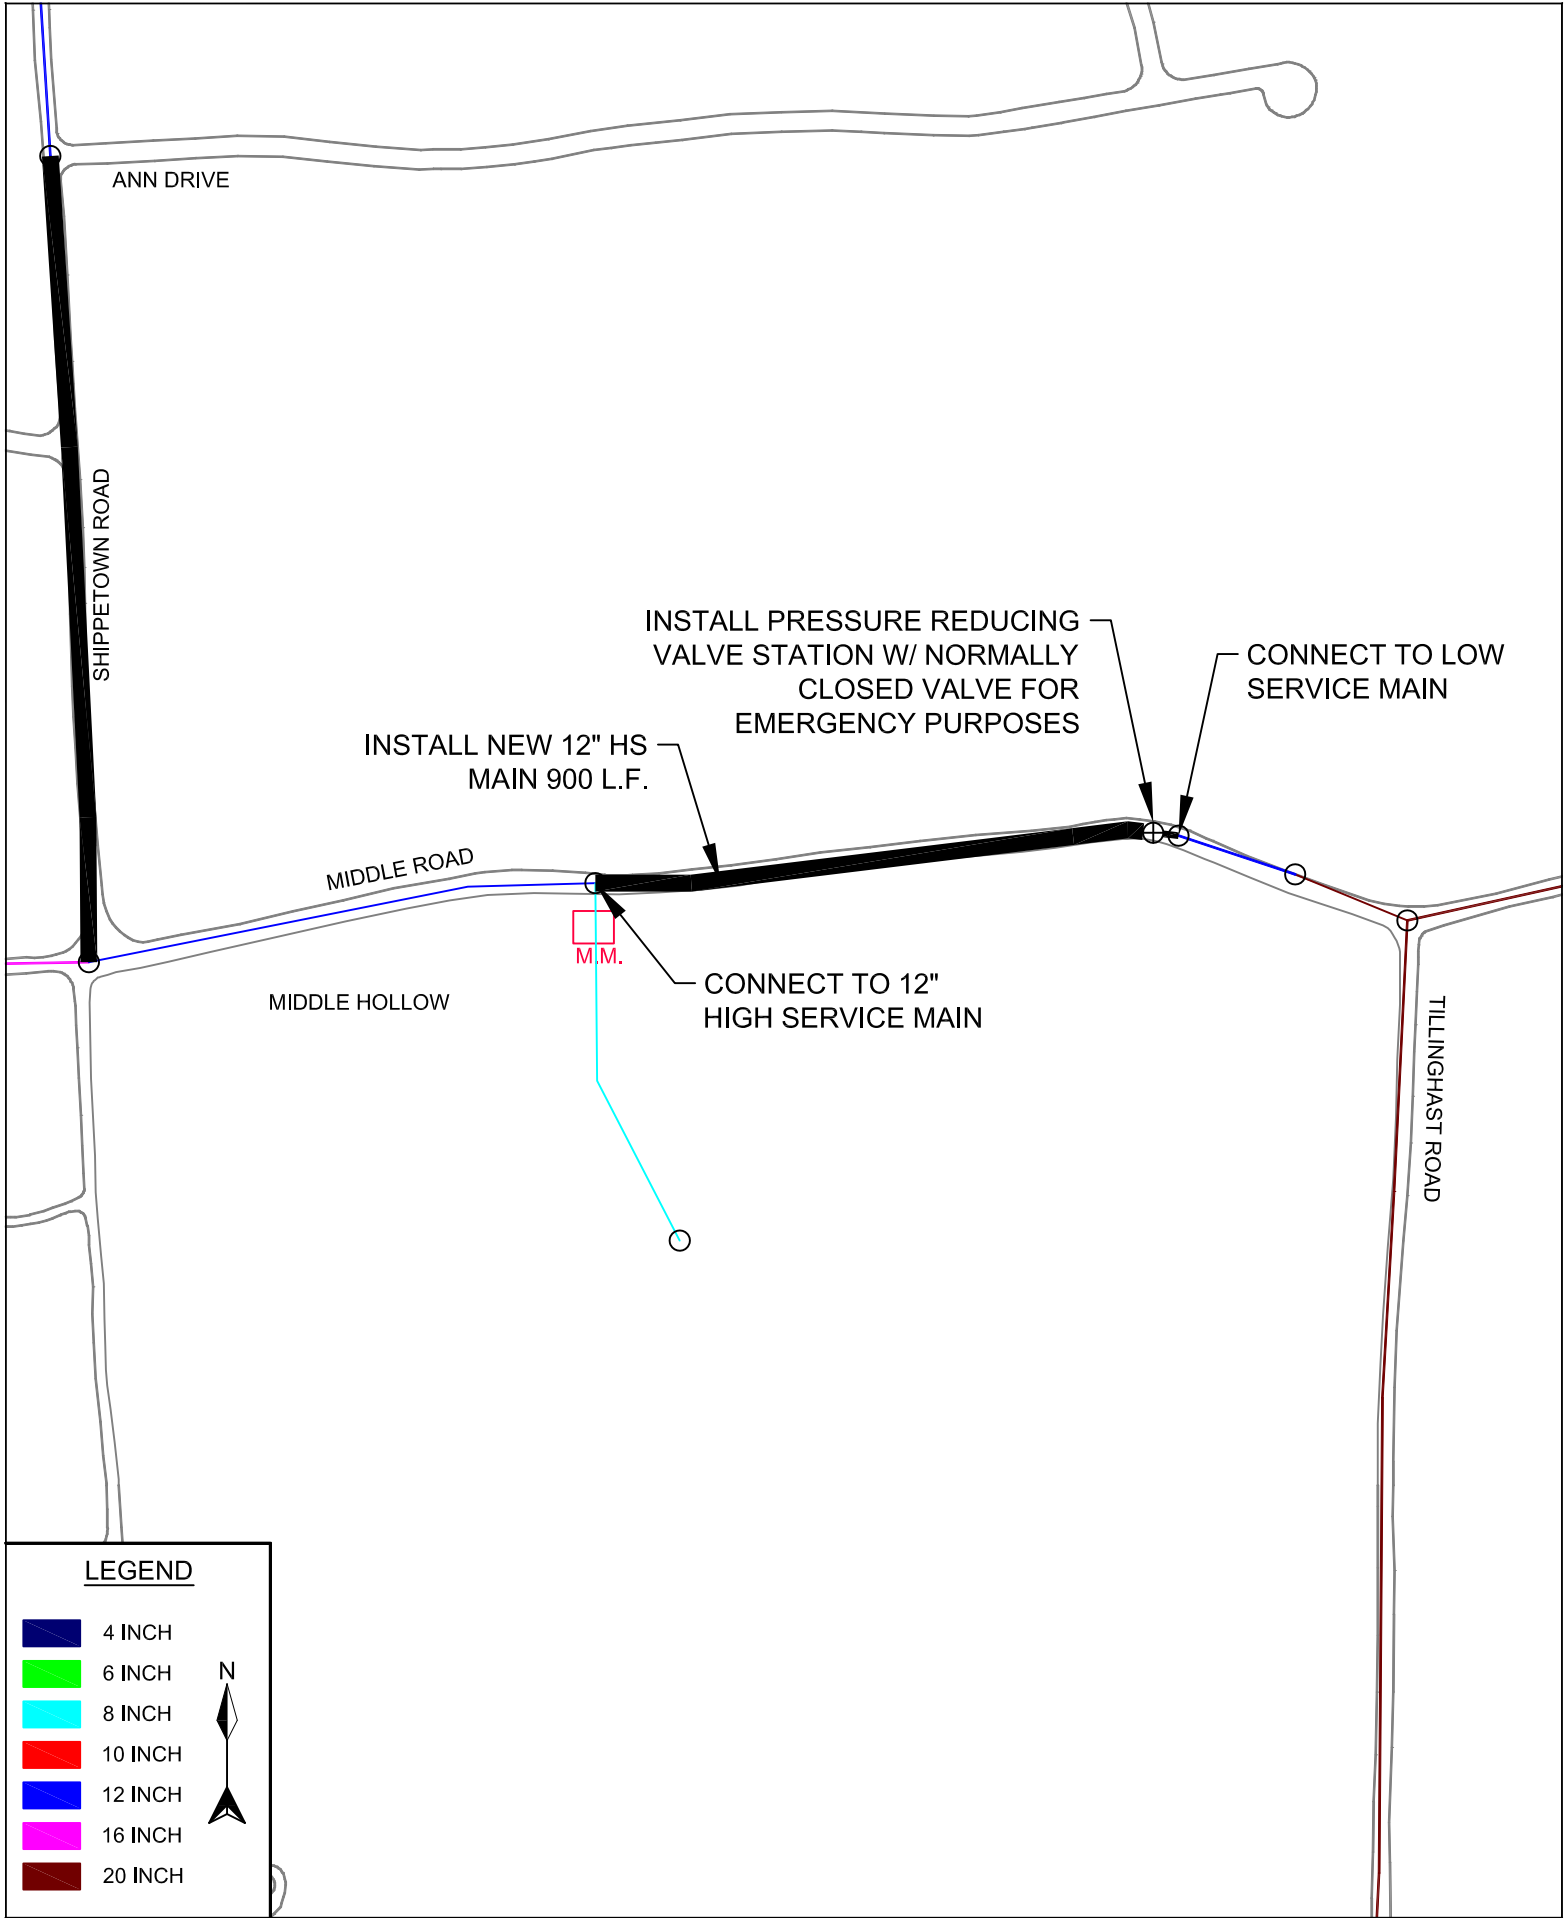 ANN DRIVE
SHIPPETOWN ROAD
INSTALL PRESSURE REDUCING
VALVE STATION W/ NORMALLY
CLOSED VALVE FOR
EMERGENCY PURPOSES
CONNECT TO LOW
SERVICE MAIN
INSTALL NEW 12" HS
MAIN 900 L.F.
MIDDLE ROAD
M.M.
CONNECT TO 12"
HIGH SERVICE MAIN
MIDDLE HOLLOW
TILLINGHAST ROAD
LEGEND
4 INCH
6 INCH
8 INCH
10 INCH
12 INCH
16 INCH
20 INCH
N